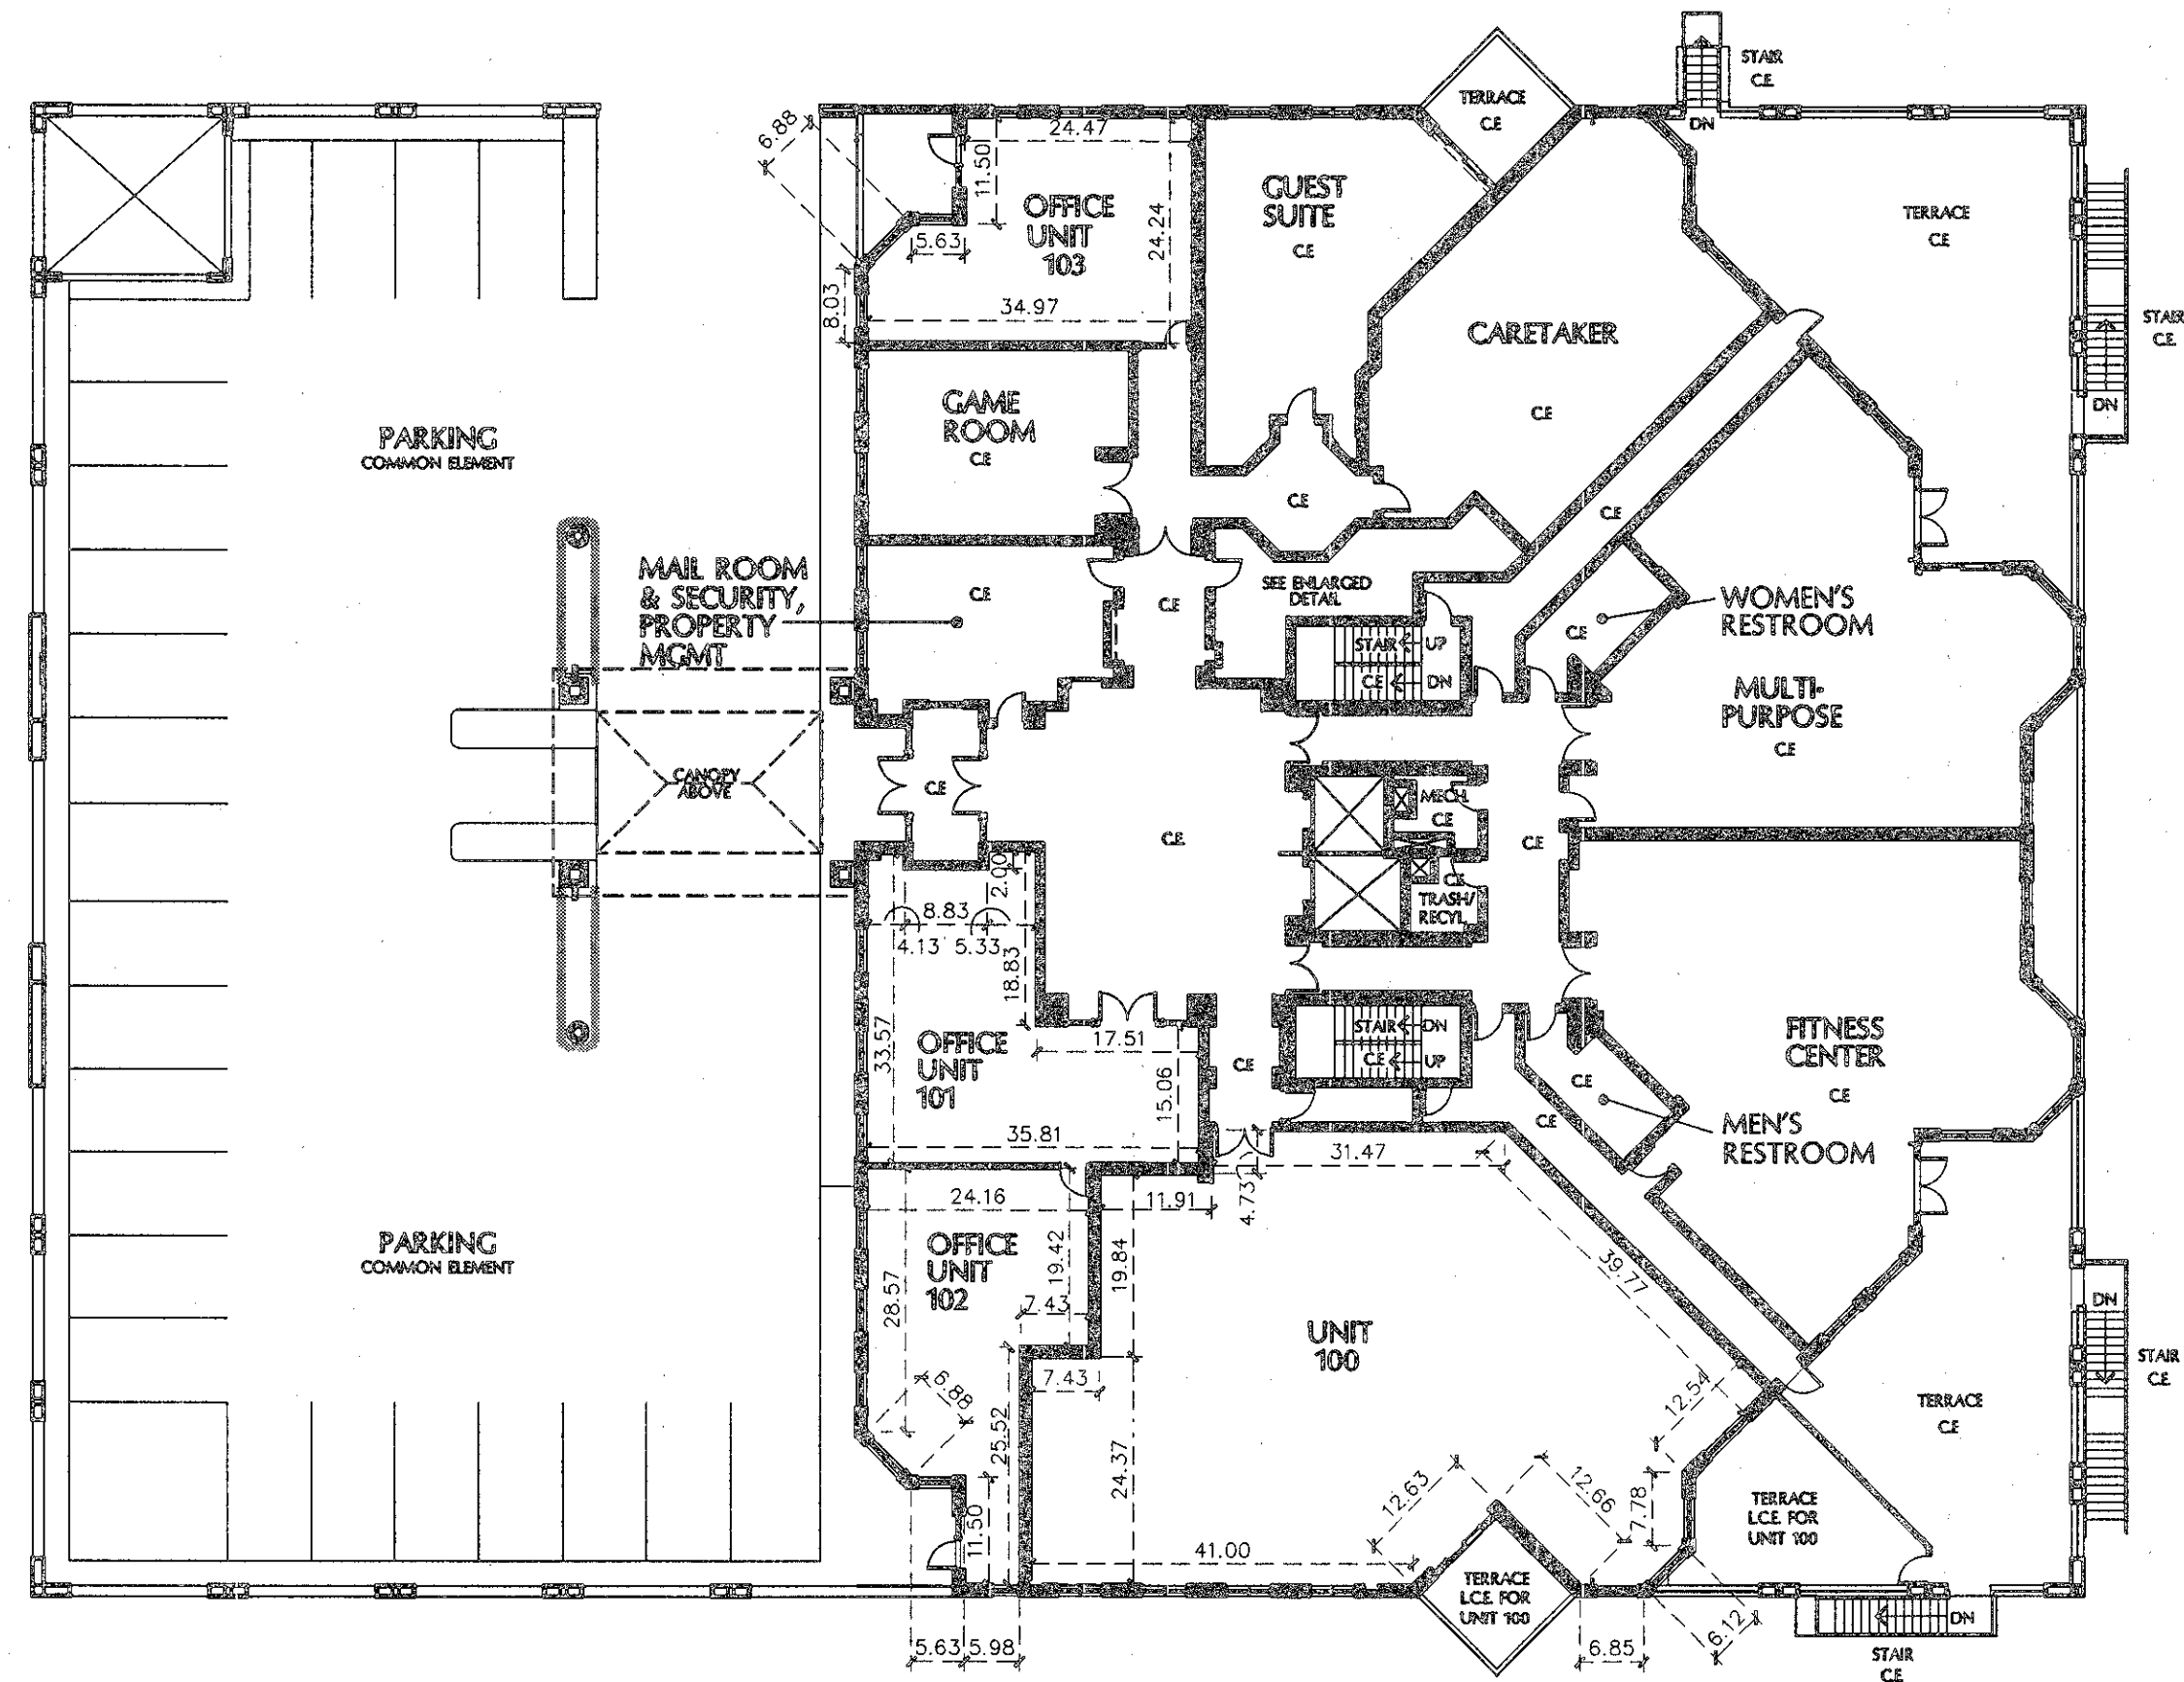 STAIR
C.E.
TERRACE
C.E.
DN
6.88
24.47
11.50
OFFICE
UNIT
103
24.24
5.63
8.03
34.97
GUEST
SUITE
C.E.
TERRACE
C.E.
CARETAKER
C.E.
STAIR
C.E.
DN
GAME
ROOM
C.E.
PARKING
COMMON ELEMENT
C.E.
C.E.
MAIL ROOM
& SECURITY,
PROPERTY
MGMT
C.E.
C.E.
SEE ENLARGED
DETAIL
STAIR
UP
C.E.
DN
WOMEN'S
RESTROOM
C.E.
MULTI-
PURPOSE
C.E.
CANOPY
ABOVE
C.E.
MECH.
C.E.
C.E.
C.E.
C.E.
TRASH/
RECYL.
2.00
8.83
4.13
5.33
18.83
33.57
OFFICE
UNIT
101
17.51
15.06
35.81
C.E.
STAIR
DN
C.E.
UP
FITNESS
CENTER
C.E.
C.E.
MEN'S
RESTROOM
C.E.
31.47
4.73
11.91
24.16
OFFICE
UNIT
102
19.42
19.84
28.57
7.43
7.43
6.88
25.52
24.37
11.50
39.77
UNIT
100
12.54
12.63
12.66
7.78
41.00
PARKING
COMMON ELEMENT
DN
STAIR
C.E.
TERRACE
C.E.
TERRACE
L.C.E. FOR
UNIT 100
TERRACE
L.C.E. FOR
UNIT 100
DN
5.63
5.98
6.85
6.12
STAIR
C.E.